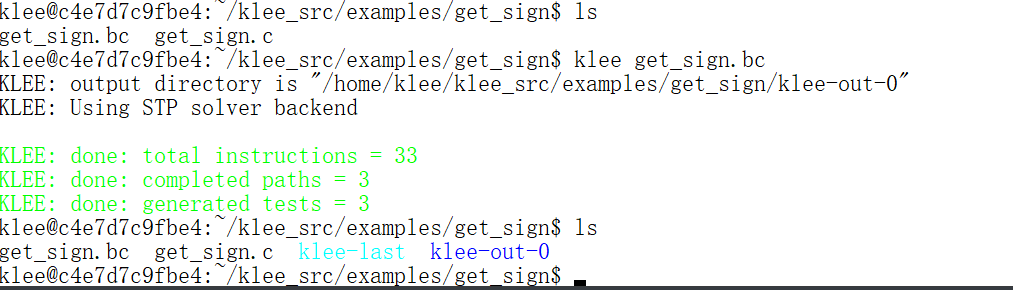 klee@c4e7d7c9fbe4:~/klee_src/examples/get_sign$ ls
get_sign.bc  get_sign.c
klee@c4e7d7c9fbe4:~/klee_src/examples/get_sign$ klee get_sign.bc
KLEE: output directory is "/home/klee/klee_src/examples/get_sign/klee-out-0"
KLEE: Using STP solver backend
KLEE: done: total instructions = 33
KLEE: done: completed paths = 3
KLEE: done: generated tests = 3
klee@c4e7d7c9fbe4:~/klee_src/examples/get_sign$ ls
get_sign.bc  get_sign.c  klee-last  klee-out-0
klee@c4e7d7c9fbe4:~/klee_src/examples/get_sign$